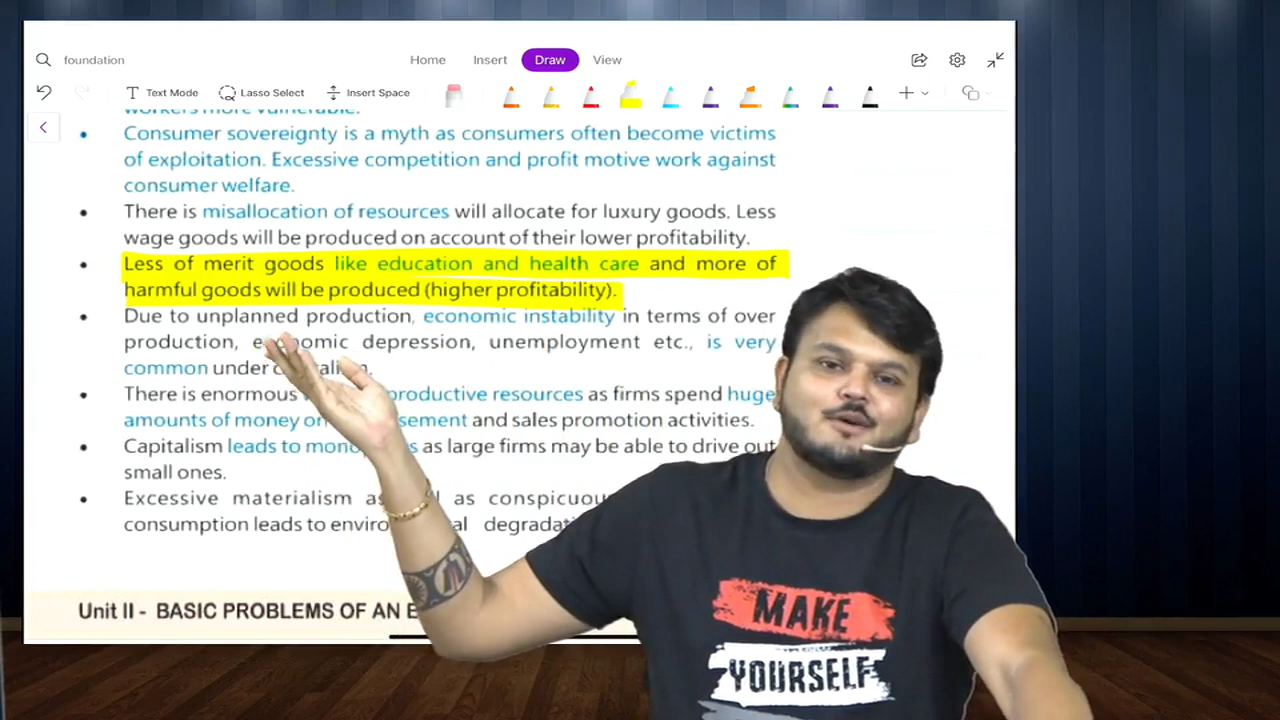 foundation
Home Insert Draw View
Text Mode Lasso Select Insert Space
workers more vulnerable.
• Consumer sovereignty is a myth as consumers often become victims
of exploitation. Excessive competition and profit motive work against
consumer welfare.
• There is misallocation of resources will allocate for luxury goods. Less
wage goods will be produced on account of their lower profitability.
• Less of merit goods like education and health care and more of
harmful goods will be produced (higher profitability).
• Due to unplanned production, economic instability in terms of over
production, economic depression, unemployment etc., is very
common under
• There is enormous productive resources as firms spend huge
amounts of money on and sales promotion activities.
• Capitalism leads to as large firms may be able to drive out
small ones.
• Excessive materialism as conspicuous
consumption leads to
Unit II - BASIC PROBLEMS OF AN
MAKE
YOURSELF